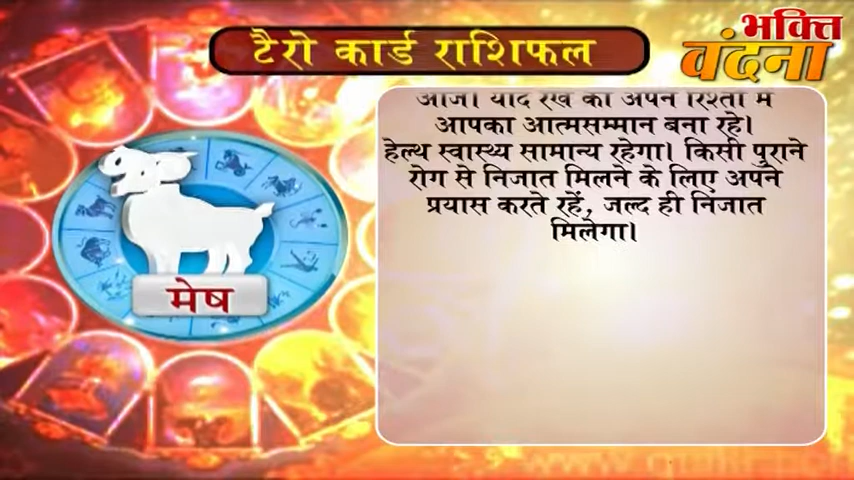 टैरो कार्ड राशिफल
भक्ति
वंदना
आज। याद रखें की अपने रिश्तों में
आपका आत्मसम्मान बना रहे।
हेल्थ स्वास्थ्य सामान्य रहेगा। किसी पुराने
रोग से निजात मिलने के लिए अपने
प्रयास करते रहें, जल्द ही निजात
मिलेगा।
मेष